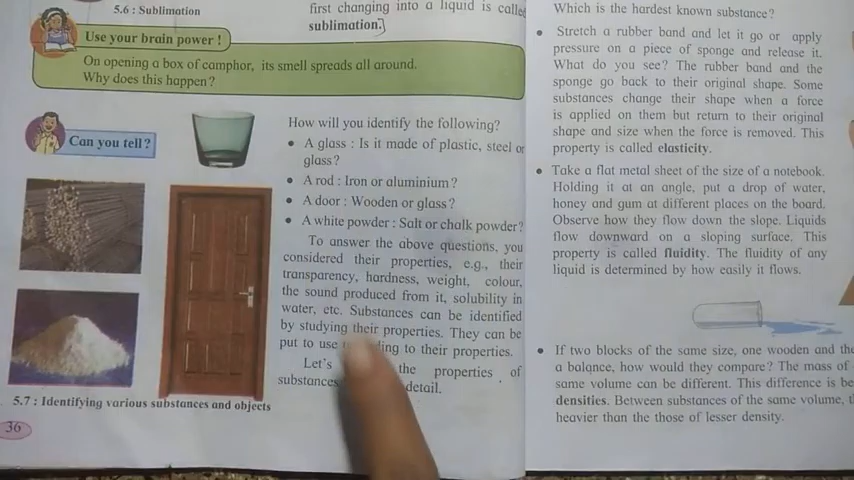 5.6 : Sublimation
first changing into a liquid is called
sublimation.
Use your brain power !
On opening a box of camphor, its smell spreads all around.
Why does this happen?
Can you tell?
How will you identify the following?
• A glass : Is it made of plastic, steel or
glass?
• A rod : Iron or aluminium?
• A door : Wooden or glass?
• A white powder : Salt or chalk powder?
To answer the above questions, you
considered their properties, e.g., their
transparency, hardness, weight, colour,
the sound produced from it, solubility in
water, etc. Substances can be identified
by studying their properties. They can be
put to use to their properties.
Let's the properties of
substances detail.
5.7 : Identifying various substances and objects
36
Which is the hardest known substance?
• Stretch a rubber band and let it go or apply
pressure on a piece of sponge and release it.
What do you see? The rubber band and the
sponge go back to their original shape. Some
substances change their shape when a force
is applied on them but return to their original
shape and size when the force is removed. This
property is called elasticity.
• Take a flat metal sheet of the size of a notebook.
Holding it at an angle, put a drop of water,
honey and gum at different places on the board.
Observe how they flow down the slope. Liquids
flow downward on a sloping surface. This
property is called fluidity. The fluidity of any
liquid is determined by how easily it flows.
• If two blocks of the same size, one wooden and the
a balance, how would they compare? The mass of
same volume can be different. This difference is be
densities. Between substances of the same volume,
heavier than the those of lesser density.